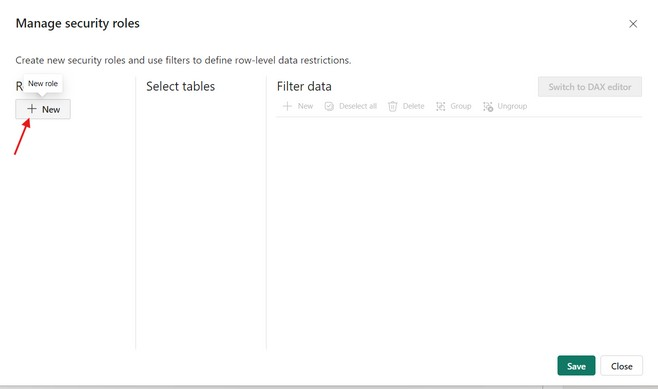 Manage security roles
Create new security roles and use filters to define row-level data restrictions.
New role
Select tables
Filter data
Switch to DAX editor
New
New
Deselect all
Delete
Group
Ungroup
Save
Close